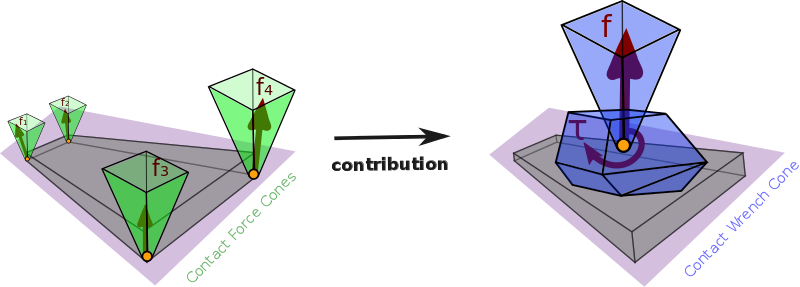 f1
f2
f3
f4
Contact Force Cones
contribution
f
τ
Contact Wrench Cone